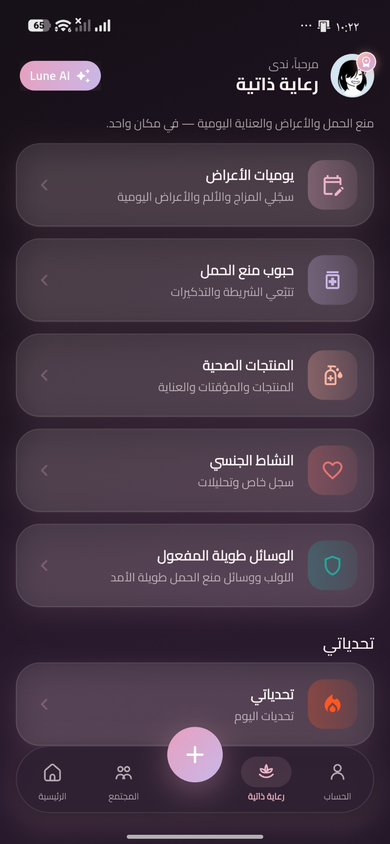 ١٠:٢٢
65
مرحباً، ندى
رعاية ذاتية
Lune AI
منع الحمل والأعراض والعناية اليومية — في مكان واحد.
يوميات الأعراض
سجّلي المزاج والألم والأعراض اليومية
حبوب منع الحمل
تتبّعي الشريطة والتذكيرات
المنتجات الصحية
المنتجات والمؤقتات والعناية
النشاط الجنسي
سجل خاص وتحليلات
الوسائل طويلة المفعول
اللولب ووسائل منع الحمل طويلة الأمد
تحدياتي
تحدياتي
تحديات اليوم
الحساب
رعاية ذاتية
المجتمع
الرئيسية